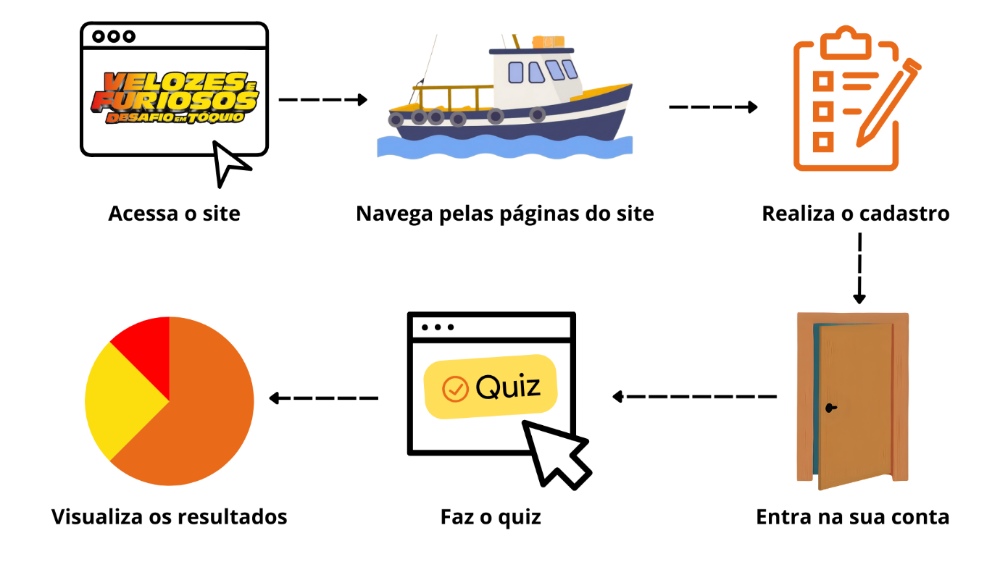 VELOZES E
FURIOSOS
DESAFIO EM TÓQUIO
Acessa o site
Navega pelas páginas do site
Realiza o cadastro
Visualiza os resultados
Quiz
Faz o quiz
Entra na sua conta